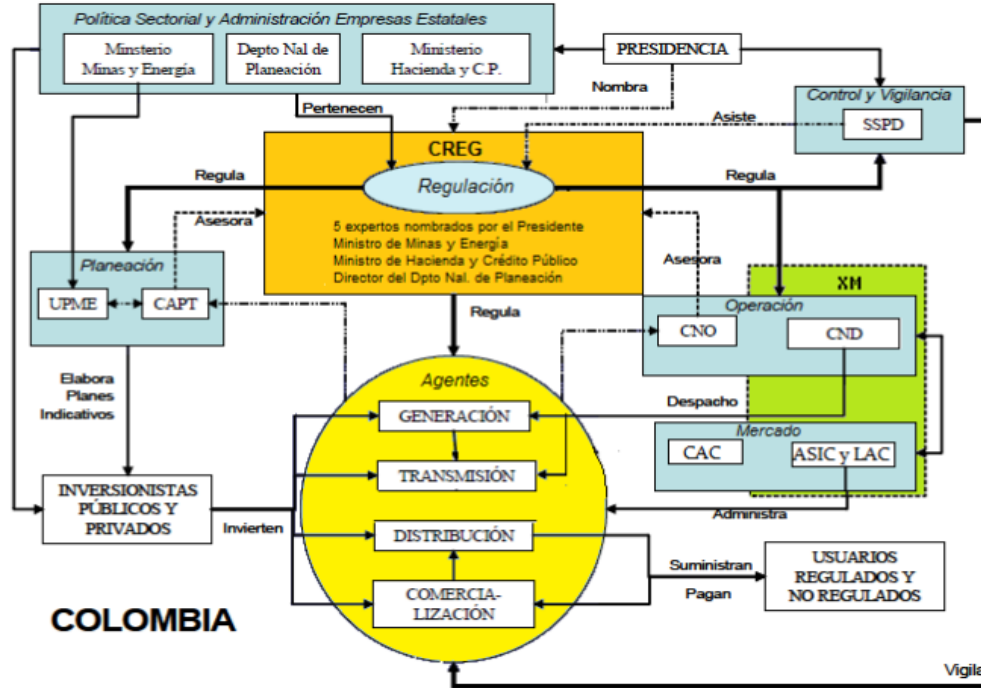 Política Sectorial y Administración Empresas Estatales
Minsterio
Minas y Energía
Depto Nal de
Planeación
Ministerio
Hacienda y C.P.
PRESIDENCIA
Nombra
Control y Vigilancia
SSPD
Pertenecen
Asiste
CREG
Regulación
Regula
Regula
5 expertos nombrados por el Presidente
Ministro de Minas y Energía
Ministro de Hacienda y Crédito Público
Director del Dpto Nal. de Planeación
Asesora
Asesora
Planeación
UPME
CAPT
XM
Operación
CNO
CND
Regula
Elabora
Planes
Indicativos
Agentes
GENERACIÓN
Despacho
TRANSMISIÓN
Mercado
CAC
ASIC y LAC
INVERSIONISTAS
PÚBLICOS Y
PRIVADOS
Invierten
Administra
DISTRIBUCIÓN
COMERCIA-
LIZACIÓN
Suministran
Pagan
USUARIOS
REGULADOS Y
NO REGULADOS
COLOMBIA
Vigila